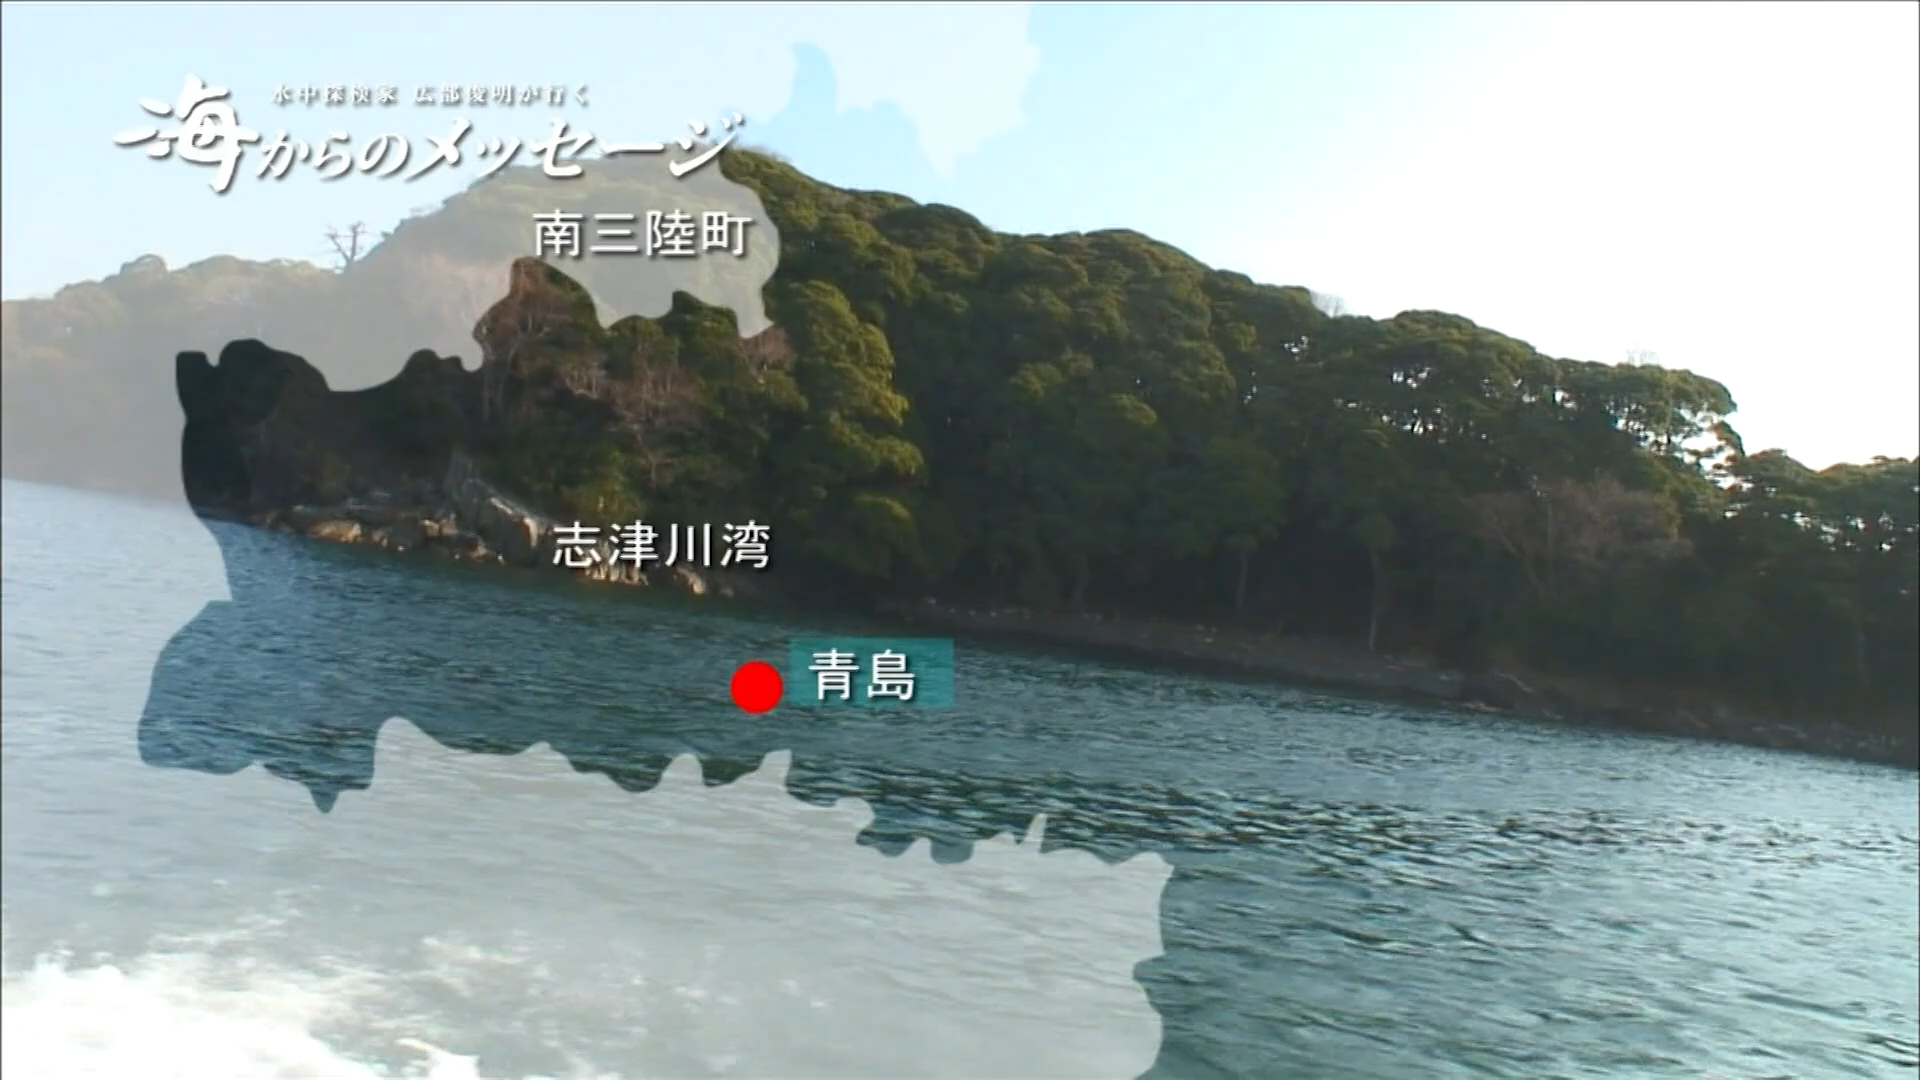 水中探検家 広部俊明が行く
海からのメッセージ
南三陸町
志津川湾
青島